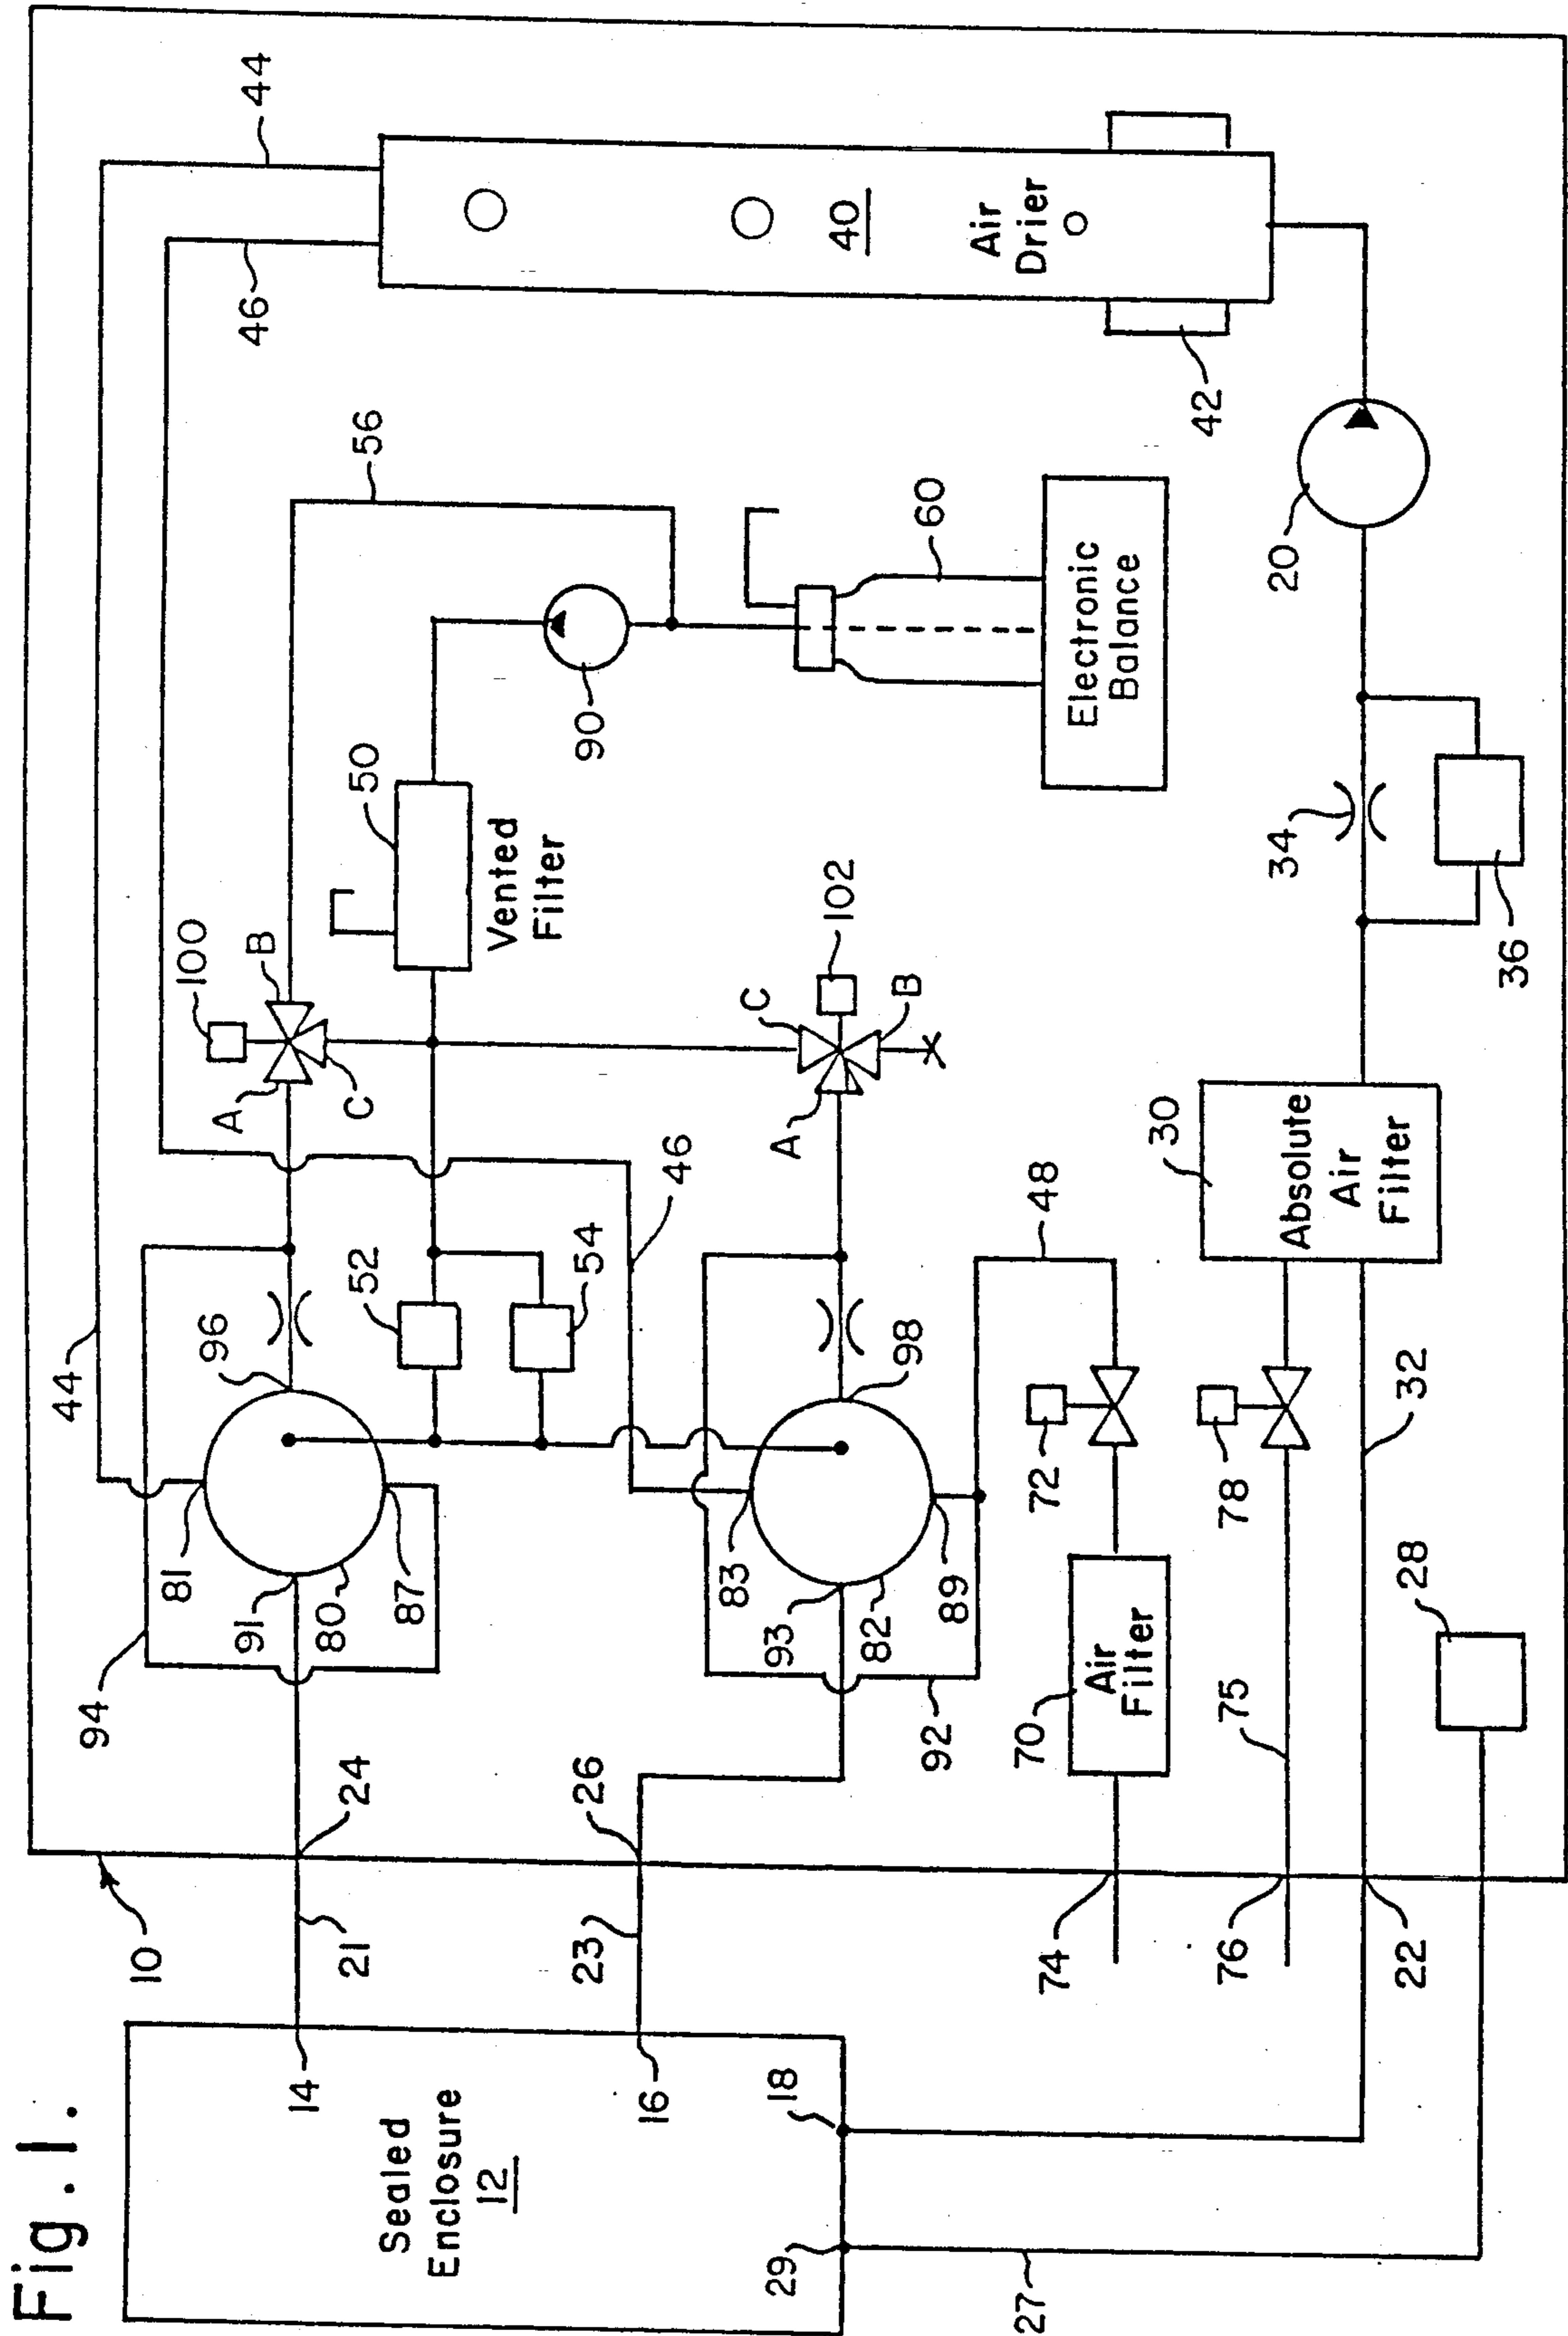 Fig. 1.
44
46
44
94
81
91
80
87
96
A
100
B
C
56
50
Vented
Filter
90
52
54
46
60
Electronic
Balance
40
Air
Drier
42
20
34
36
102
C
B
A
98
83
93
82
89
92
48
72
70
Air
Filter
30
Absolute
Air
Filter
78
75
32
28
10
24
21
26
23
74
76
22
14
16
18
Sealed
Enclosure
12
29
27